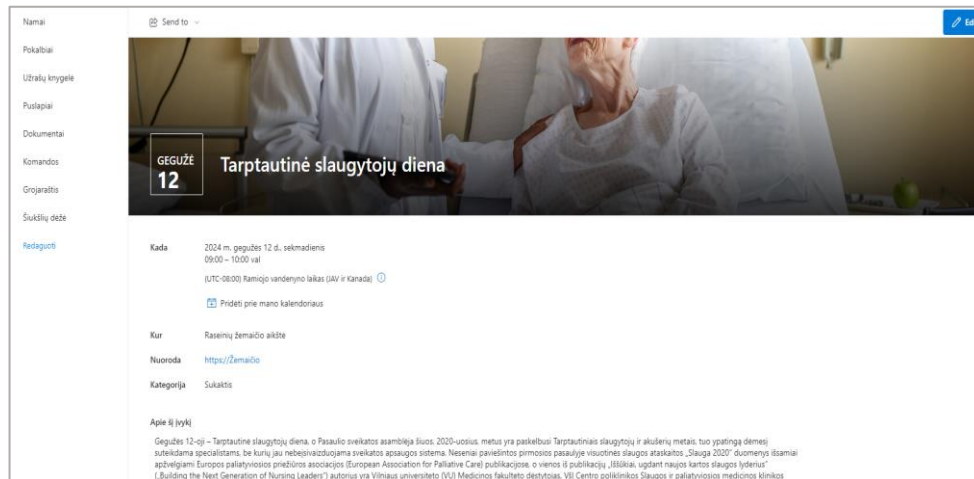 Namai
Pokalbiai
Užrašų knygelė
Puslapiai
Dokumentai
Komandos
Grojaraštis
Šiukšlių dėžė
Redaguoti
Send to
Ed
GEGUŽĖ
12
Tarptautinė slaugytojų diena
Kada
2024 m. gegužės 12 d., sekmadienis
09:00 – 10:00 val
(UTC-08:00) Ramiojo vandenyno laikas (JAV ir Kanada)
Pridėti prie mano kalendoriaus
Kur
Raseinių žemaičio aikšte
Nuoroda
https://Žemaičio
Kategorija
Sukaktis
Apie šį įvykį
Gegužės 12-oji – Tarptautinė slaugytojų diena, o Pasaulio sveikatos asamblėja šiuos, 2020-uosius, metus yra paskelbusi Tarptautiniais slaugytojų ir akušerių metais, tuo ypatingą dėmesį
suteikdama specialistams, be kurių jau nebeįsivaizduojama sveikatos apsaugos sistema. Neseniai paviešintos pirmosios pasaulyje visuotinės slaugos ataskaitos „Slauga 2020“ duomenys išsamiai
apžvelgiami Europos paliatyviosios priežiūros asociacijos (European Association for Palliative Care) publikacijose, o vienos iš publikacijų „Iššūkiai, ugdant naujos kartos slaugos lyderius“
(„Building the Next Generation of Nursing Leaders“) autorius yra Vilniaus universiteto (VU) Medicinos fakulteto dėstytojas, VšĮ Centro poliklinikos Slaugos ir paliatyviosios medicinos klinikos